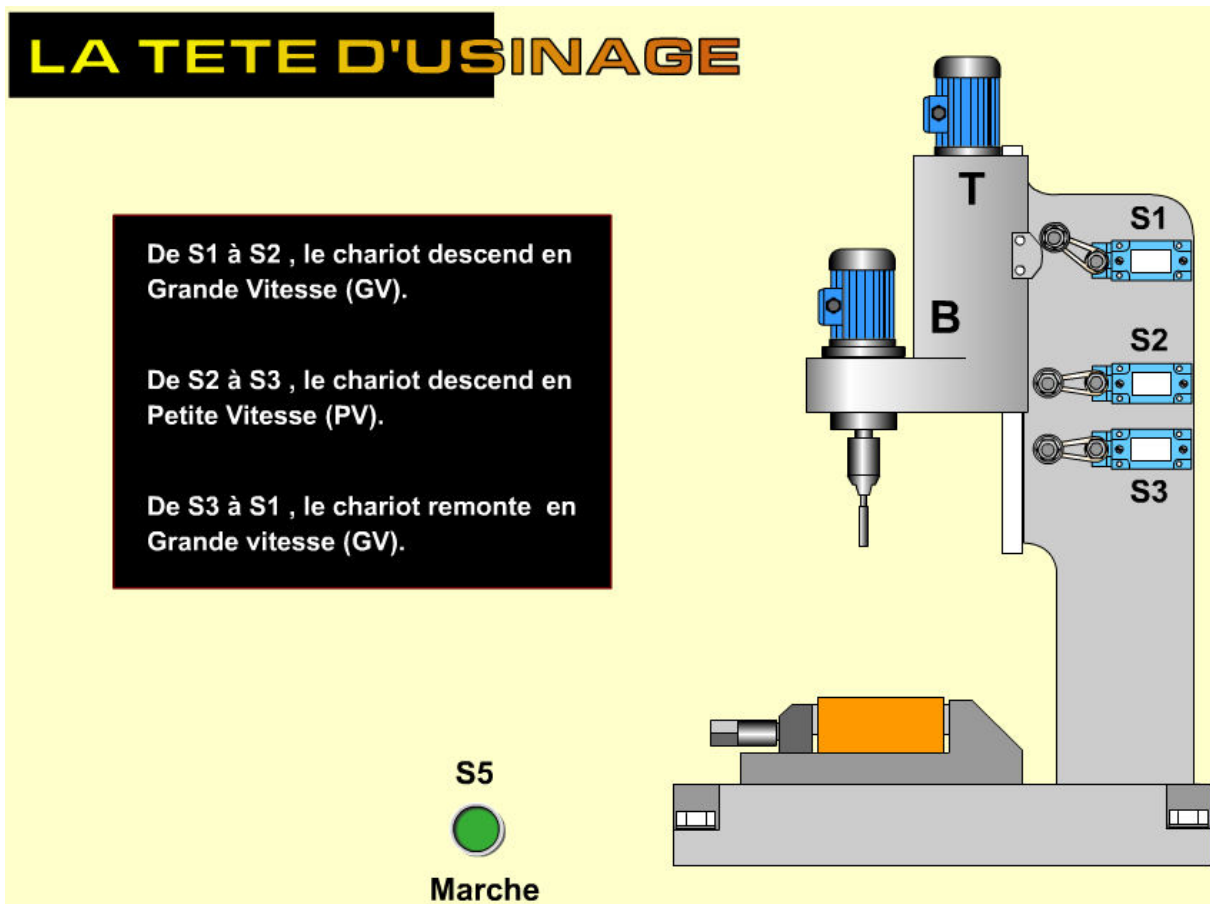 LA TETE D'USINAGE
De S1 à S2 , le chariot descend en
Grande Vitesse (GV).
De S2 à S3 , le chariot descend en
Petite Vitesse (PV).
De S3 à S1 , le chariot remonte en
Grande vitesse (GV).
T
B
S1
S2
S3
S5
Marche